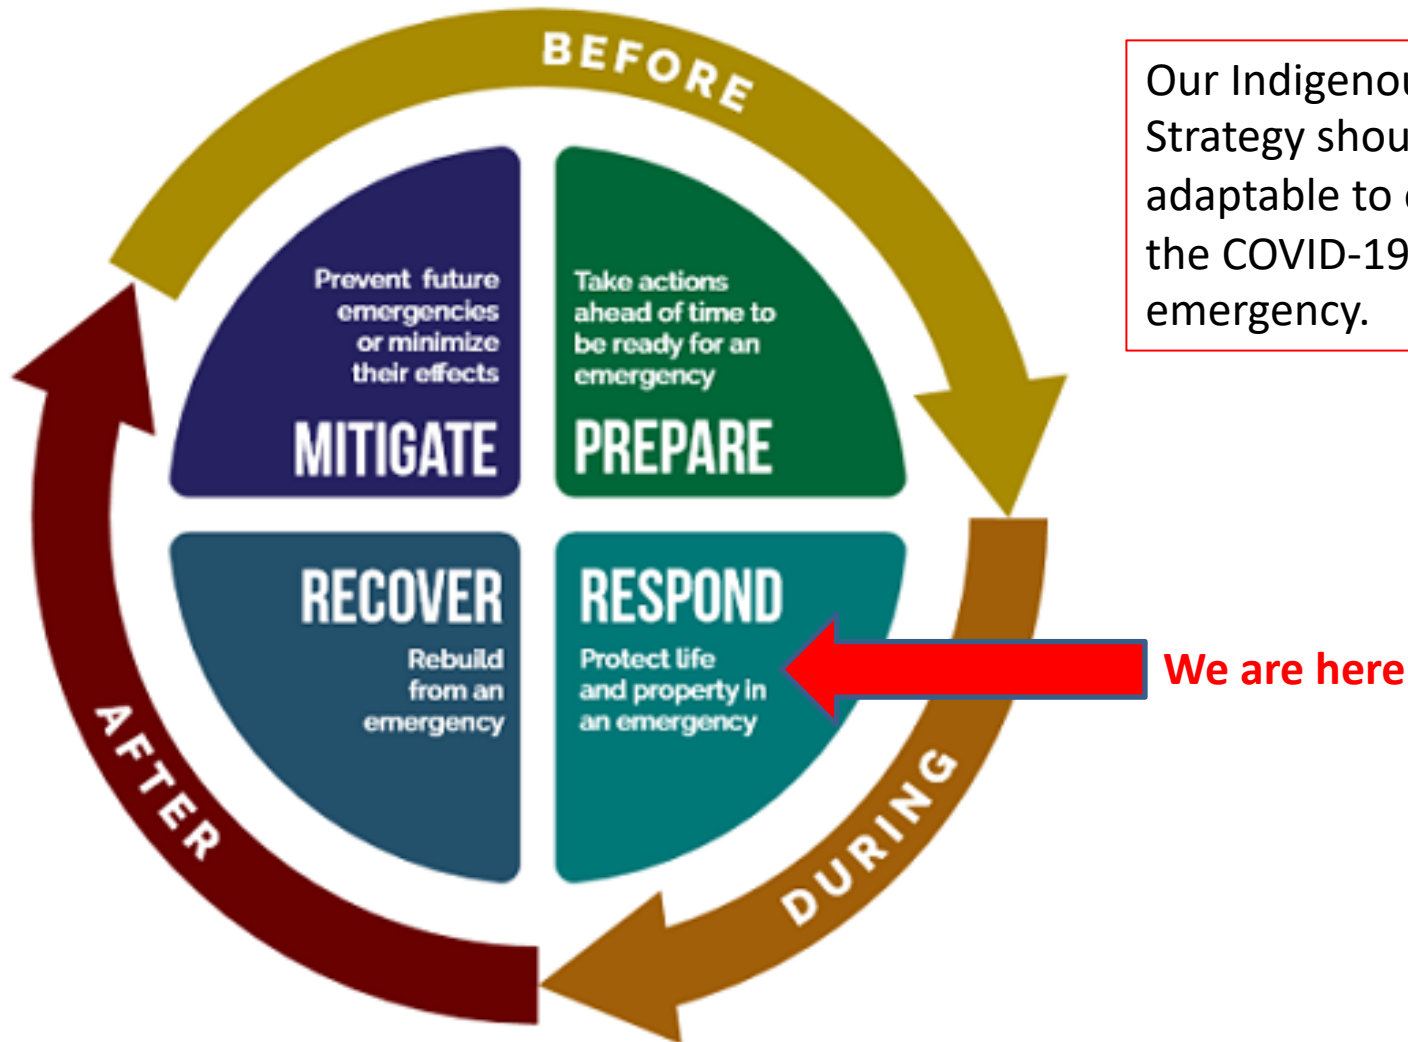 BEFORE
Our Indigenou
Strategy shou
adaptable to
the COVID-19
emergency.
Prevent future
emergencies
or minimize
their effects
MITIGATE
Take actions
ahead of time to
be ready for an
emergency
PREPARE
RECOVER
Rebuild
from an
emergency
RESPOND
Protect life
and property in
an emergency
We are here
AFTER
DURING